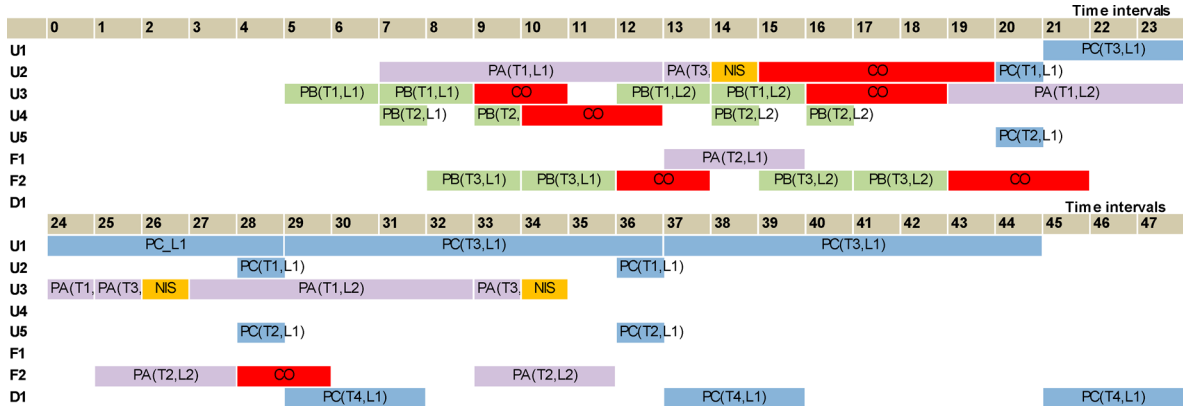 Time intervals
0 1 2 3 4 5 6 7 8 9 10 11 12 13 14 15 16 17 18 19 20 21 22 23
U1 PC(T3,L1)
U2 PA(T1,L1) PA(T3, NIS CO PC(T1,L1)
U3 PB(T1,L1) PB(T1,L1) CO PB(T1,L2) PB(T1,L2) CO PA(T1,L2)
U4 PB(T2,L1) PB(T2, CO PB(T2,L2) PB(T2,L2)
U5 PC(T2,L1)
F1 PA(T2,L1)
F2 PB(T3,L1) PB(T3,L1) CO PB(T3,L2) PB(T3,L2) CO
D1
Time intervals
24 25 26 27 28 29 30 31 32 33 34 35 36 37 38 39 40 41 42 43 44 45 46 47
U1 PC_L1 PC(T3,L1) PC(T3,L1)
U2 PC(T1,L1) PC(T1,L1)
U3 PA(T1, PA(T3, NIS PA(T1,L2) PA(T3, NIS
U4
U5 PC(T2,L1) PC(T2,L1)
F1
F2 PA(T2,L2) CO PA(T2,L2)
D1 PC(T4,L1) PC(T4,L1) PC(T4,L1)